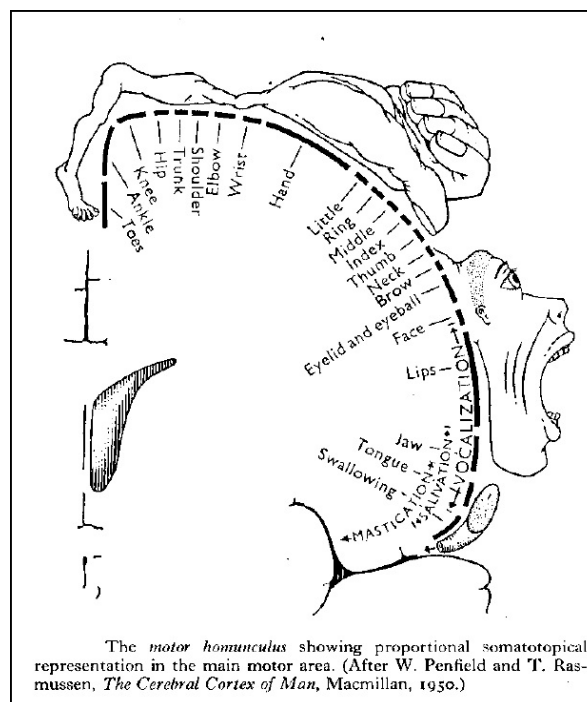 Toes
Ankle
Knee
Hip
Trunk
Shoulder
Elbow
Wrist
Hand
Little
Ring
Middle
Index
Thumb
Neck
Brow
Eyelid and eyeball
Face
Lips
Jaw
Tongue
Swallowing
VOCALIZATION
SALIVATION
MASTICATION
The motor homunculus showing proportional somatotopical
representation in the main motor area. (After W. Penfield and T. Ras-
mussen, The Cerebral Cortex of Man, Macmillan, 1950.)